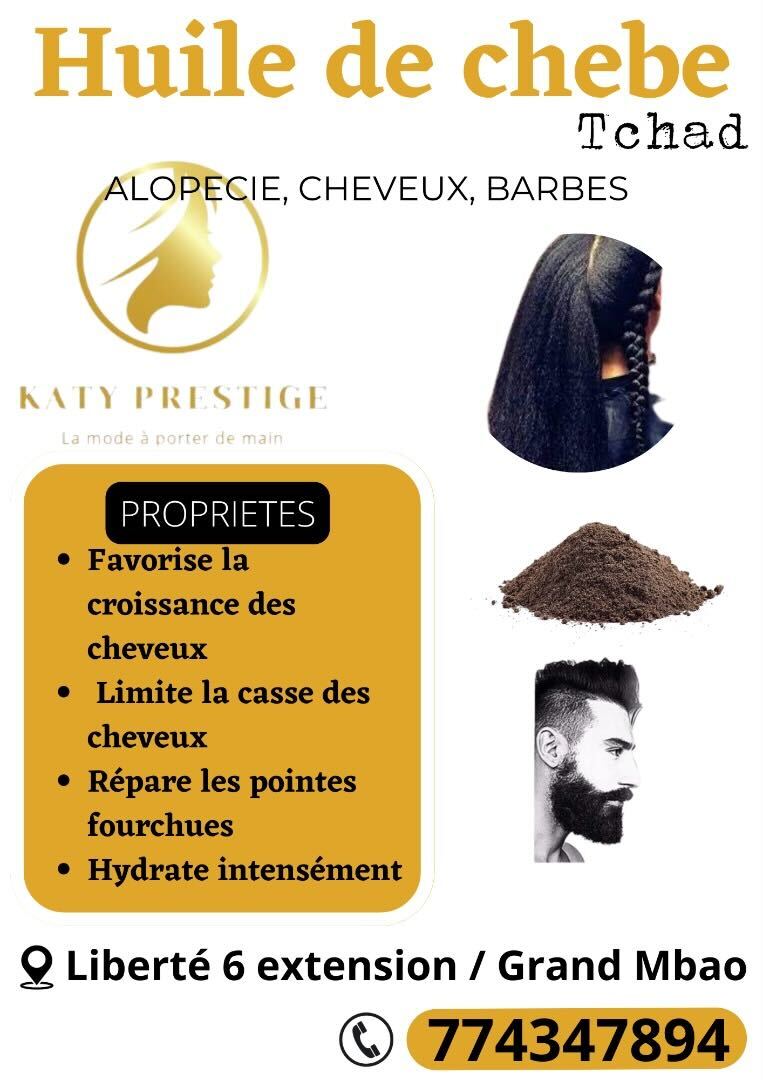 Huile de chebe
Tchad
ALOPECIE, CHEVEUX, BARBES
KATY PRESTIGE
La mode à porter de main
PROPRIETES
• Favorise la
croissance des
cheveux
• Limite la casse des
cheveux
• Répare les pointes
fourchues
• Hydrate intensément
Liberté 6 extension / Grand Mbao
774347894